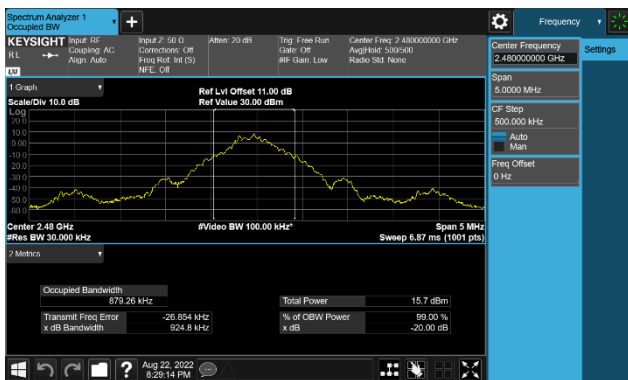 Spectrum Analyzer 1
Occupied BW
+
Frequency
KEYSIGHT
Input: RF
Coupling: AC
Align: Auto
RL
LXI
Input Z: 50 Ω
Corrections: Off
Freq Ref: Int (S)
NFE: Off
Atten: 20 dB
Trig: Free Run
Gate: Off
#IF Gain: Low
Center Freq: 2.480000000 GHz
Avg|Hold: 500/500
Radio Std: None
Center Frequency
2.480000000 GHz
Settings
Span
5.0000 MHz
CF Step
500.000 kHz
Auto
Man
Freq Offset
0 Hz
1 Graph
Ref Lvl Offset 11.00 dB
Scale/Div 10.0 dB
Ref Value 30.00 dBm
Log
20.0
10.0
0.00
-10.0
-20.0
-30.0
-40.0
-50.0
-60.0
Center 2.48 GHz
#Video BW 100.00 kHz*
Span 5 MHz
#Res BW 30.000 kHz
Sweep 6.87 ms (1001 pts)
2 Metrics
Occupied Bandwidth
879.26 kHz
Total Power
15.7 dBm
Transmit Freq Error
-26.854 kHz
% of OBW Power
99.00 %
x dB Bandwidth
924.8 kHz
x dB
-20.00 dB
?
Aug 22, 2022
8:29:14 PM